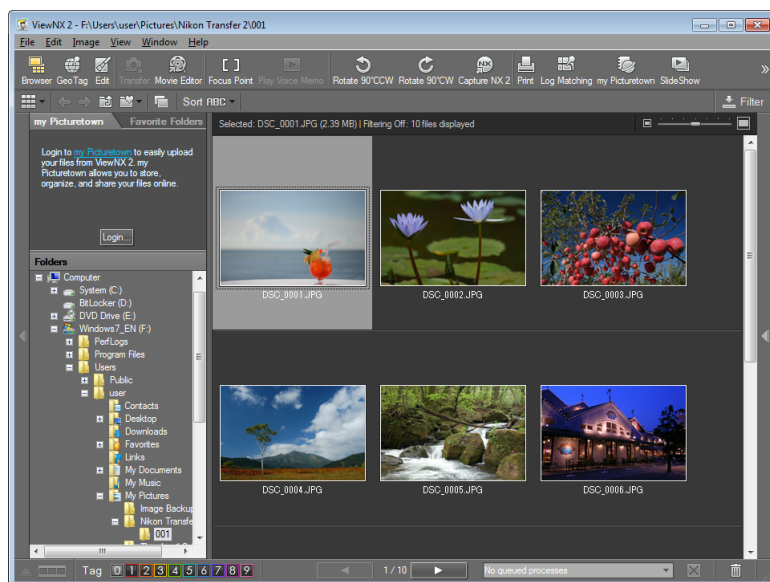 ViewNX 2 - F:\Users\user\Pictures\Nikon Transfer 2\001
File Edit Image View Window Help
Browser GeoTag Edit Transfer Movie Editor Focus Point Play Voice Memo Rotate 90°CCW Rotate 90°CW Capture NX 2 Print Log Matching my Picturetown SlideShow
Sort ABC Filter
my Picturetown Favorite Folders
Selected: DSC_0001.JPG (2.39 MB) | Filtering Off: 10 files displayed
Login to my Picturetown to easily upload
your files from ViewNX 2. my
Picturetown allows you to store,
organize, and share your files online.
Login...
Folders
Computer
System (C:)
BitLocker (D:)
DVD Drive (E:)
Windows7_EN (F:)
PerfLogs
Program Files
Users
Public
user
Contacts
Desktop
Downloads
Favorites
Links
My Documents
My Music
My Pictures
Image Backup
Nikon Transfe
001
DSC_0001.JPG DSC_0002.JPG DSC_0003.JPG
DSC_0004.JPG DSC_0005.JPG DSC_0006.JPG
Tag 0 1 2 3 4 5 6 7 8 9
1 / 10
No queued processes